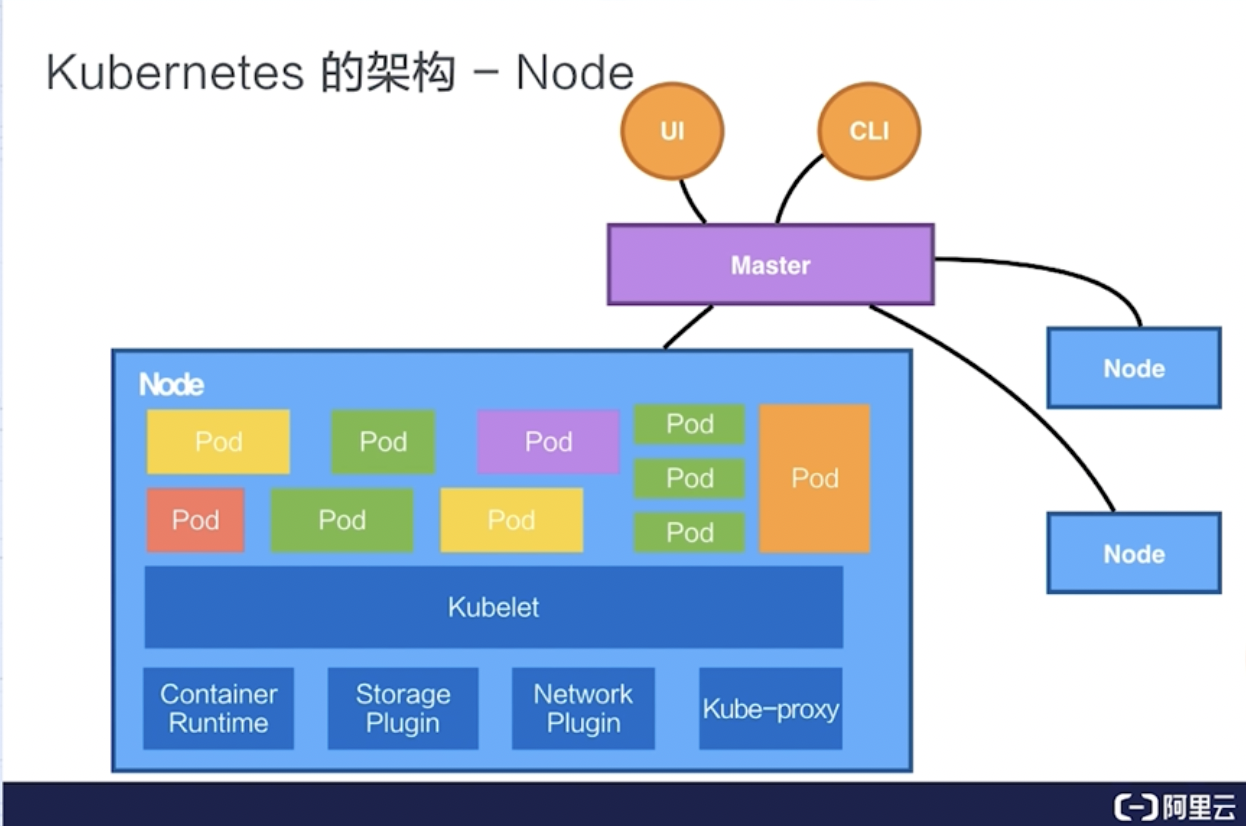 Kubernetes 的架构 – Node
UI
CLI
Master
Node
Node
Node
Pod
Pod
Pod
Pod
Pod
Pod
Pod
Pod
Pod
Pod
Kubelet
Container
Runtime
Storage
Plugin
Network
Plugin
Kube-proxy
阿里云